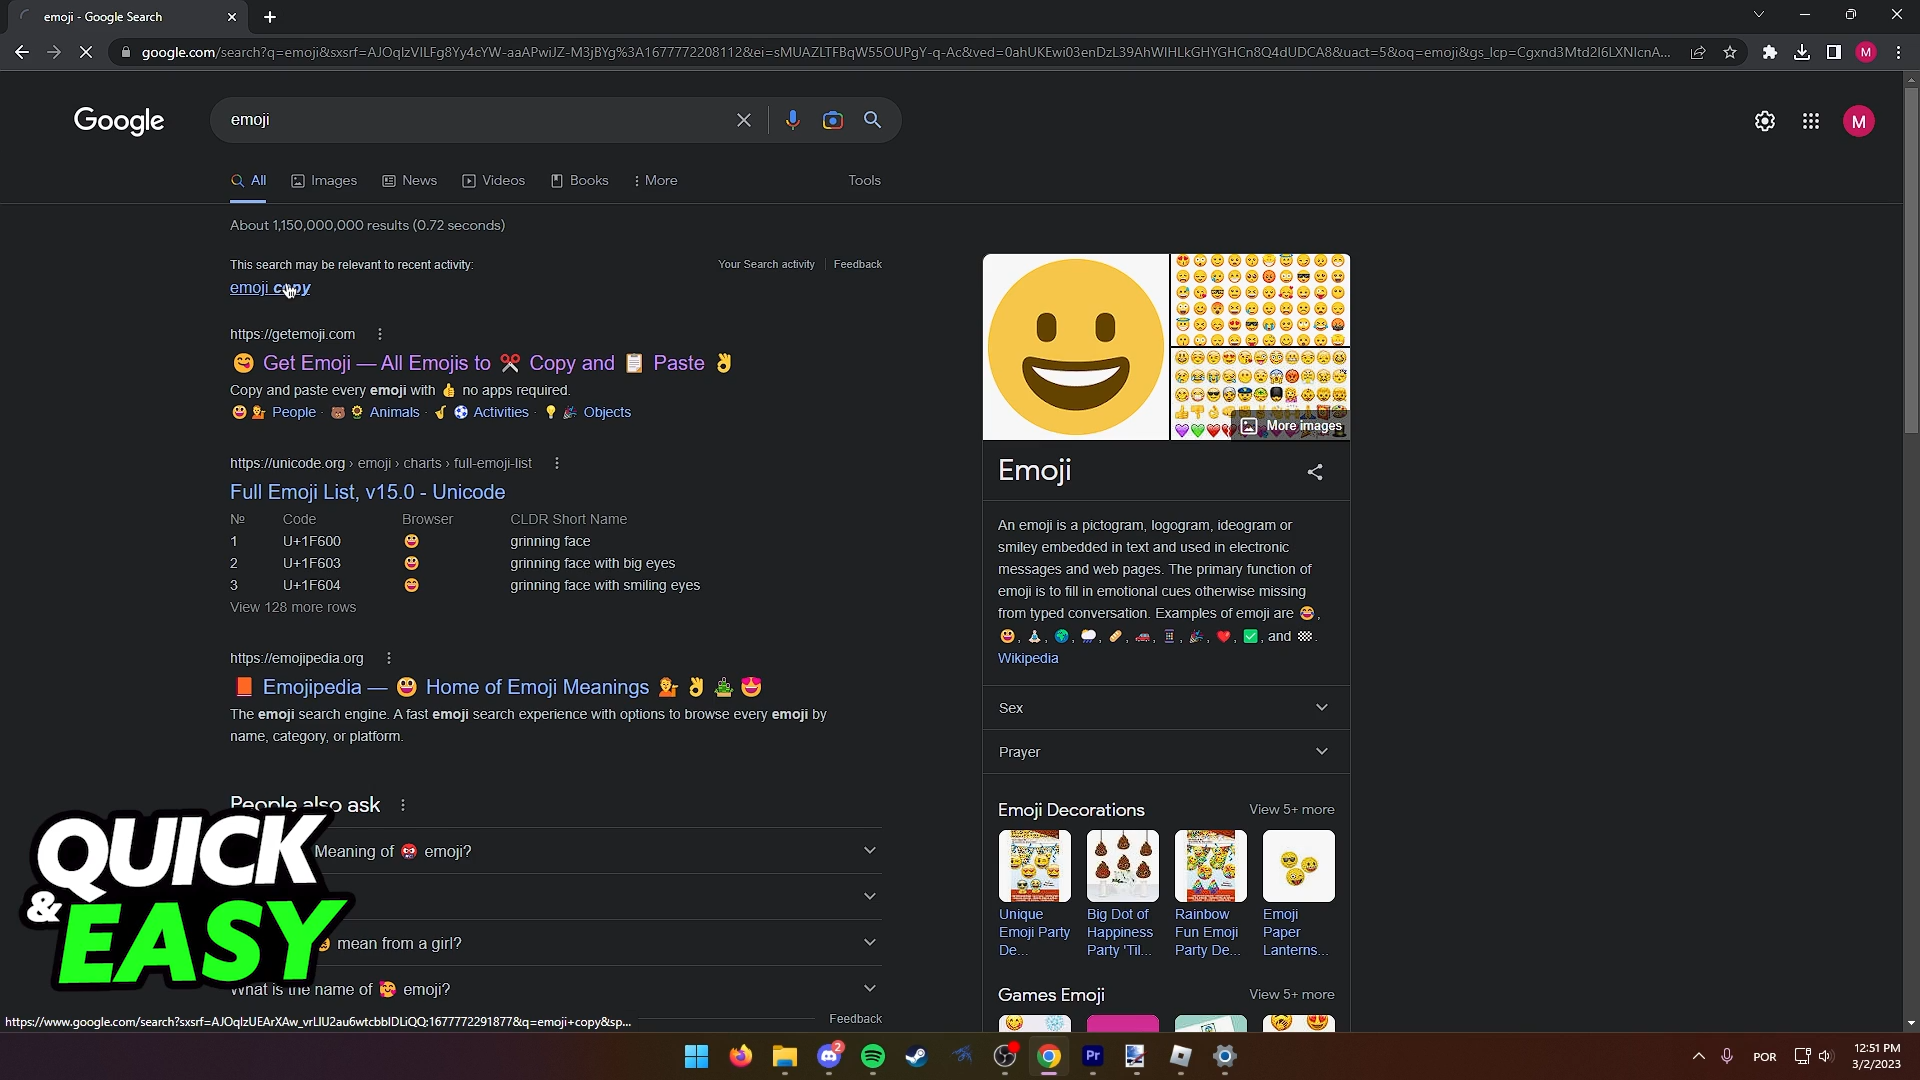 emoji - Google Search
google.com/search?q=emoji&sxsrf=AJOqlzVILFg8Yy4cYW-aaAPwiJZ-M3jBYg%3A1677772208112&ei=sMUAZLTFBqW55OUPgY-q-Ac&ved=0ahUKEwi03enDzL39AhWIHLkGHYGHCn8Q4dUDCA8&uact=5&oq=emoji&gs_lcp=Cgxnd3Mtd2l6LXNlcnA...
M
Google
emoji
M
All
Images
News
Videos
Books
More
Tools
About 1,150,000,000 results (0.72 seconds)
This search may be relevant to recent activity:
Your Search activity
Feedback
emoji copy
https://getemoji.com
😋 Get Emoji — All Emojis to ✂️ Copy and 📋 Paste 👌
Copy and paste every emoji with 👍 no apps required.
People · Animals · Activities · Objects
https://unicode.org › emoji › charts › full-emoji-list
Full Emoji List, v15.0 - Unicode
№ Code Browser CLDR Short Name
1 U+1F600 😀 grinning face
2 U+1F603 😃 grinning face with big eyes
3 U+1F604 😄 grinning face with smiling eyes
View 128 more rows
https://emojipedia.org
📙 Emojipedia — 😃 Home of Emoji Meanings 💁 👌 🎍 😍
The emoji search engine. A fast emoji search experience with options to browse every emoji by
name, category, or platform.
People also ask
Meaning of 😡 emoji?
mean from a girl?
What is the name of 🥰 emoji?
Feedback
More images
Emoji
An emoji is a pictogram, logogram, ideogram or
smiley embedded in text and used in electronic
messages and web pages. The primary function of
emoji is to fill in emotional cues otherwise missing
from typed conversation. Examples of emoji are 😂,
😃, 🧘, 🌍, 🌦️, 🥖, 🚗, 📱, 🎉, ❤️, ✅, and 🏁.
Wikipedia
Sex
Prayer
Emoji Decorations
View 5+ more
Unique
Emoji Party
De...
Big Dot of
Happiness
Party 'Til...
Rainbow
Fun Emoji
Party De...
Emoji
Paper
Lanterns...
Games Emoji
View 5+ more
QUICK
& EASY
https://www.google.com/search?sxsrf=AJOqlzUEArXAw_vrLIU2au6wtcbbIDLiQQ:1677772291877&q=emoji+copy&sp...
2
Pr
POR
12:51 PM
3/2/2023